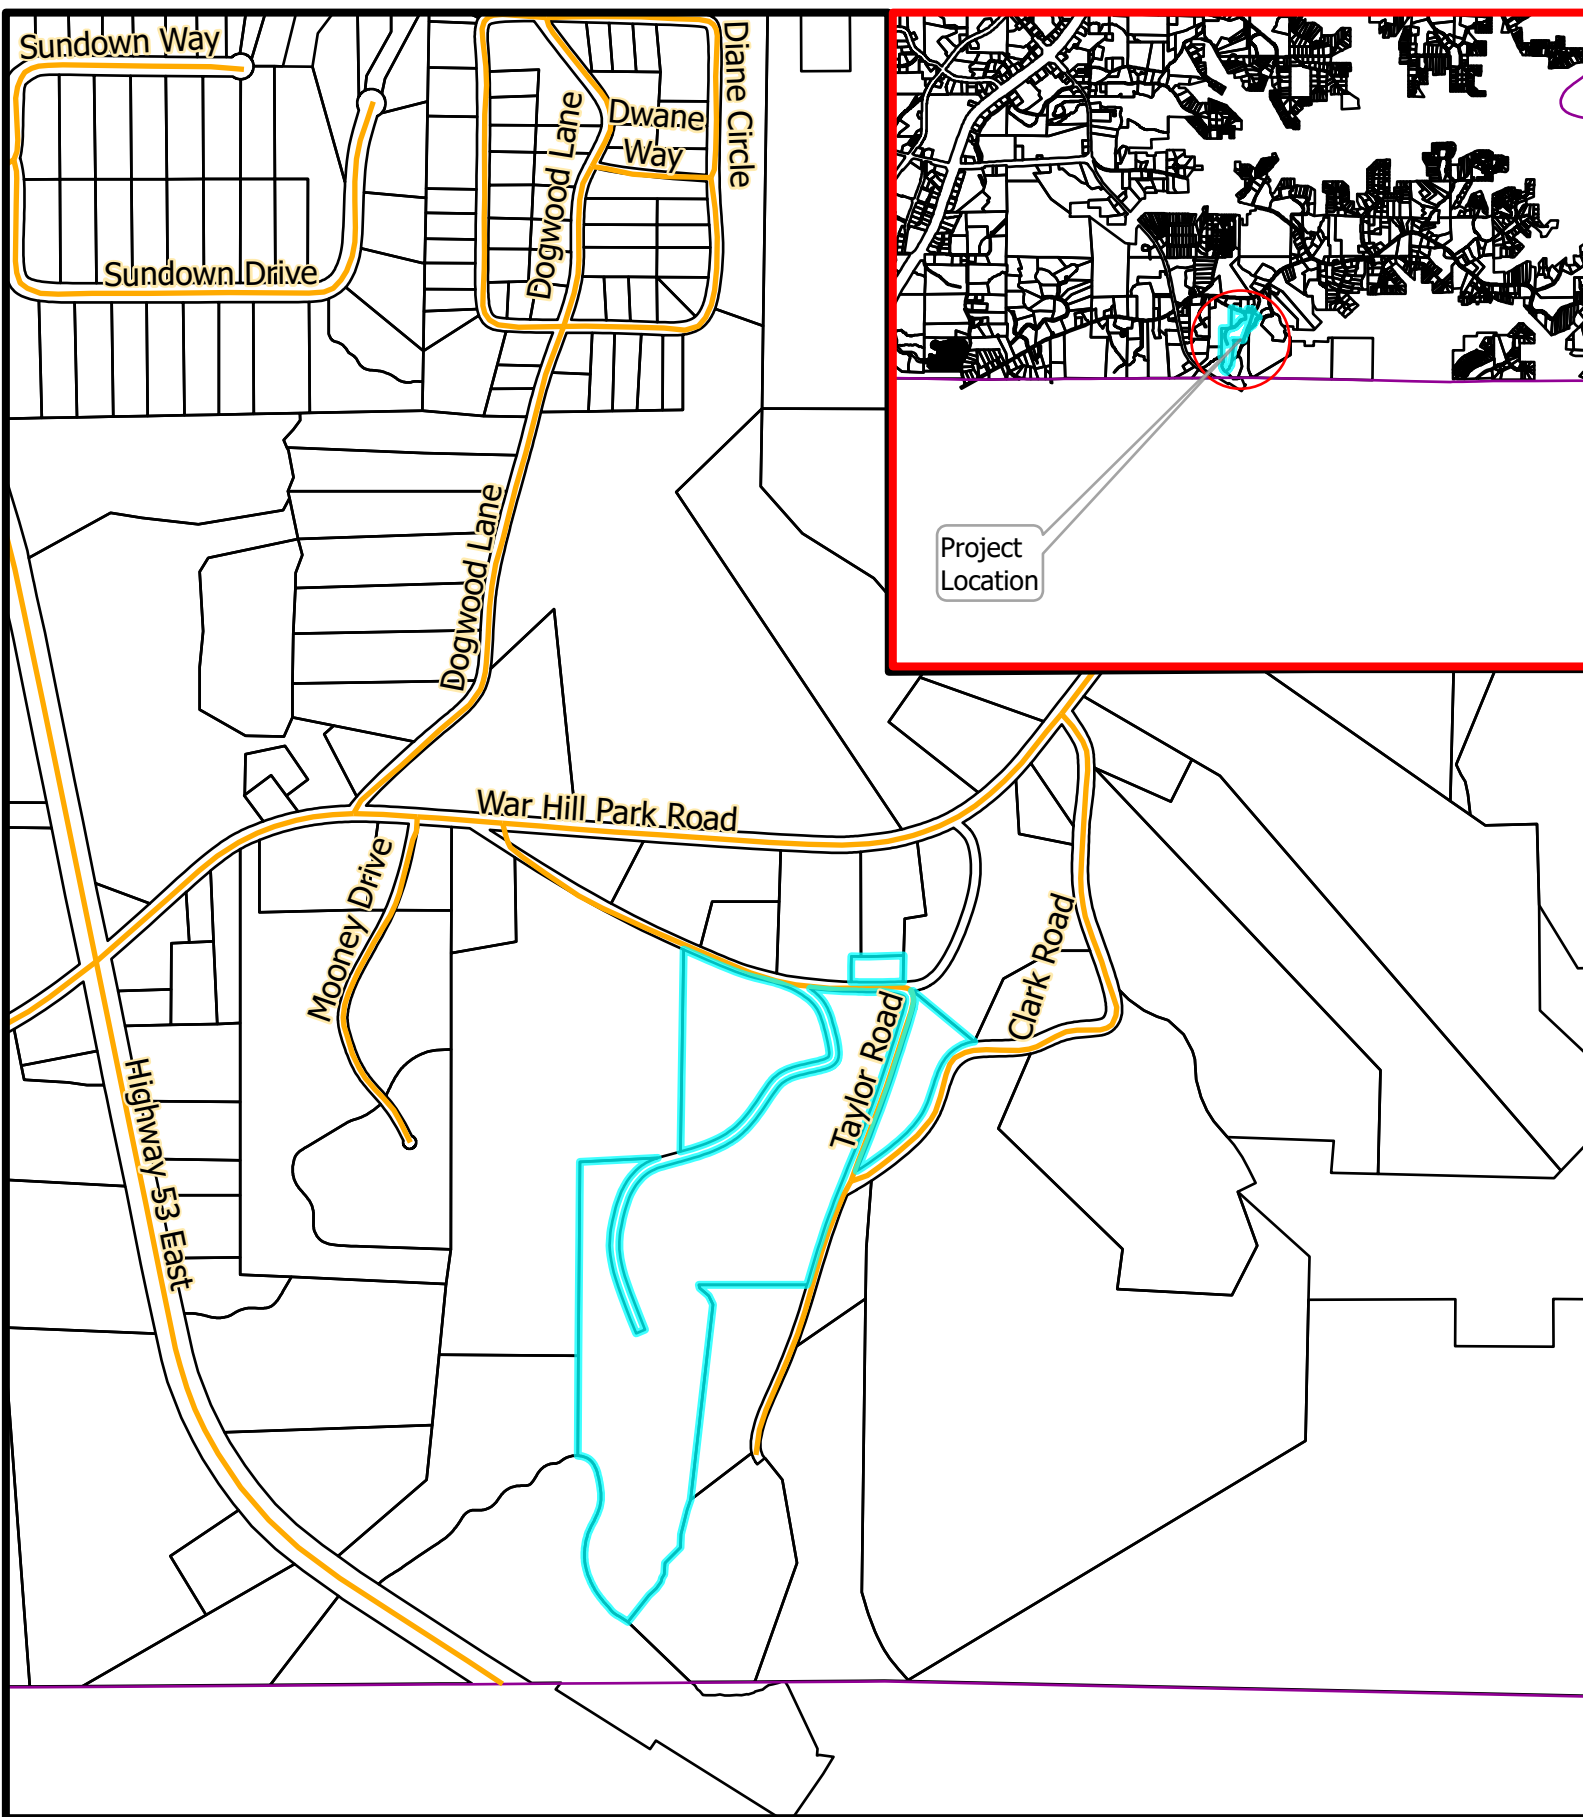 Sundown Way
Diane Circle
Dogwood Lane
Dwane
Way
Sundown Drive
Project
Location
Dogwood Lane
War Hill Park Road
Mooney Drive
Clark Road
Taylor Road
Highway 53 East